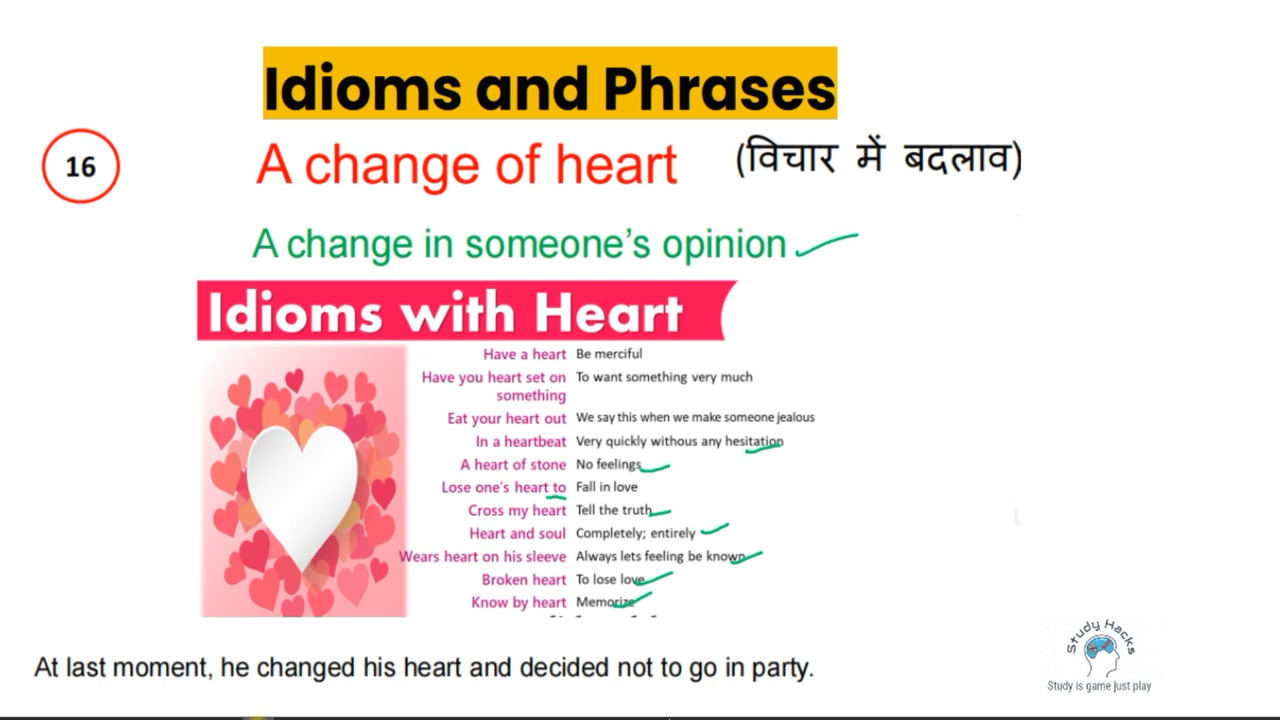 Idioms and Phrases
16
A change of heart (विचार में बदलाव)
A change in someone's opinion
Idioms with Heart
Have a heart Be merciful
Have you heart set on something To want something very much
Eat your heart out We say this when we make someone jealous
In a heartbeat Very quickly withous any hesitation
A heart of stone No feelings
Lose one's heart to Fall in love
Cross my heart Tell the truth
Heart and soul Completely; entirely
Wears heart on his sleeve Always lets feeling be known
Broken heart To lose love
Know by heart Memorize
At last moment, he changed his heart and decided not to go in party.
Study Hacks
Study is game just play